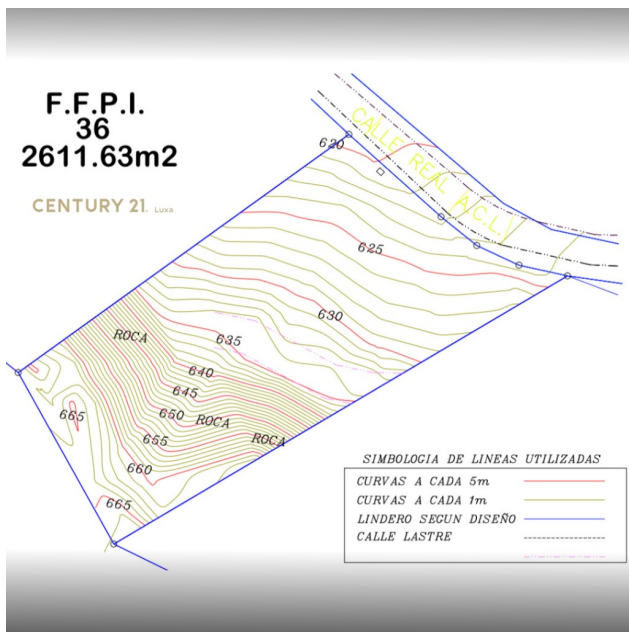 F.F.P.I.
36
2611.63m2
CENTURY 21. Luxa
CALLE REAL A.C.L.
620
625
630
635
ROCA
640
645
665
650
ROCA
655
ROCA
660
665
SIMBOLOGIA DE LINEAS UTILIZADAS
CURVAS A CADA 5m
CURVAS A CADA 1m
LINDERO SEGUN DISEÑO
CALLE LASTRE